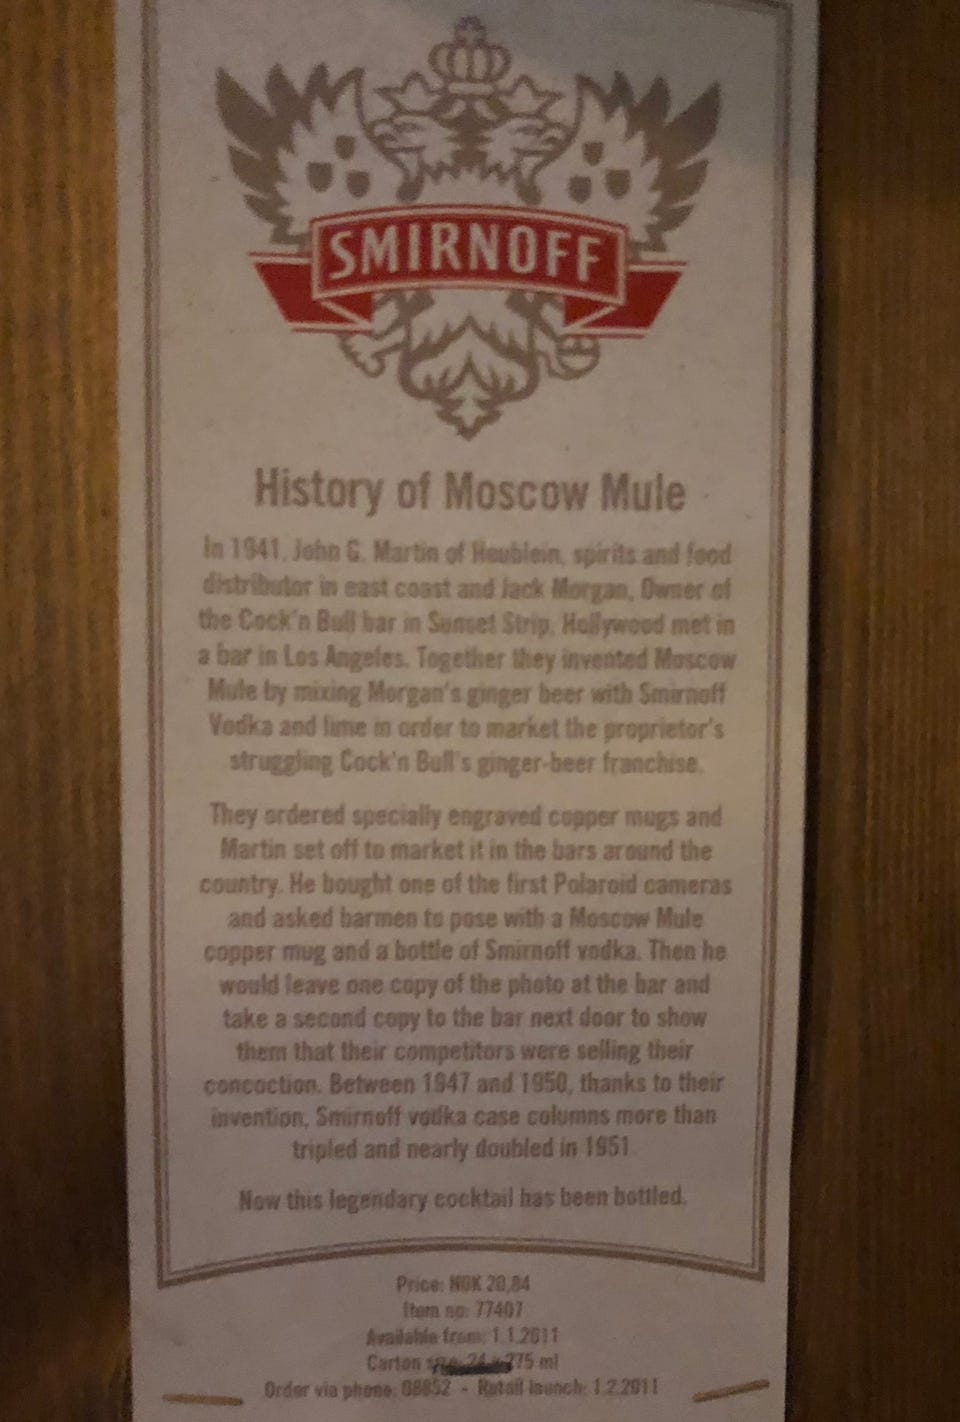 SMIRNOFF
History of Moscow Mule
In 1941, John G. Martin of Heublein, spirits and food
distributor in east coast and Jack Morgan, Owner of
the Cock'n Bull bar in Sunset Strip, Hollywood met in
a bar in Los Angeles. Together they invented Moscow
Mule by mixing Morgan's ginger beer with Smirnoff
Vodka and lime in order to market the proprietor's
struggling Cock'n Bull's ginger-beer franchise.
They ordered specially engraved copper mugs and
Martin set off to market it in the bars around the
country. He bought one of the first Polaroid cameras
and asked barmen to pose with a Moscow Mule
copper mug and a bottle of Smirnoff vodka. Then he
would leave one copy of the photo at the bar and
take a second copy to the bar next door to show
them that their competitors were selling their
concoction. Between 1947 and 1950, thanks to their
invention, Smirnoff vodka case columns more than
tripled and nearly doubled in 1951
Now this legendary cocktail has been bottled.
Price: NOK 20,84
Item no: 77407
Available from: 1.1.2011
Carton size: 24 x 275 ml
Order via phone: 08852 - Retail launch: 1.2.2011